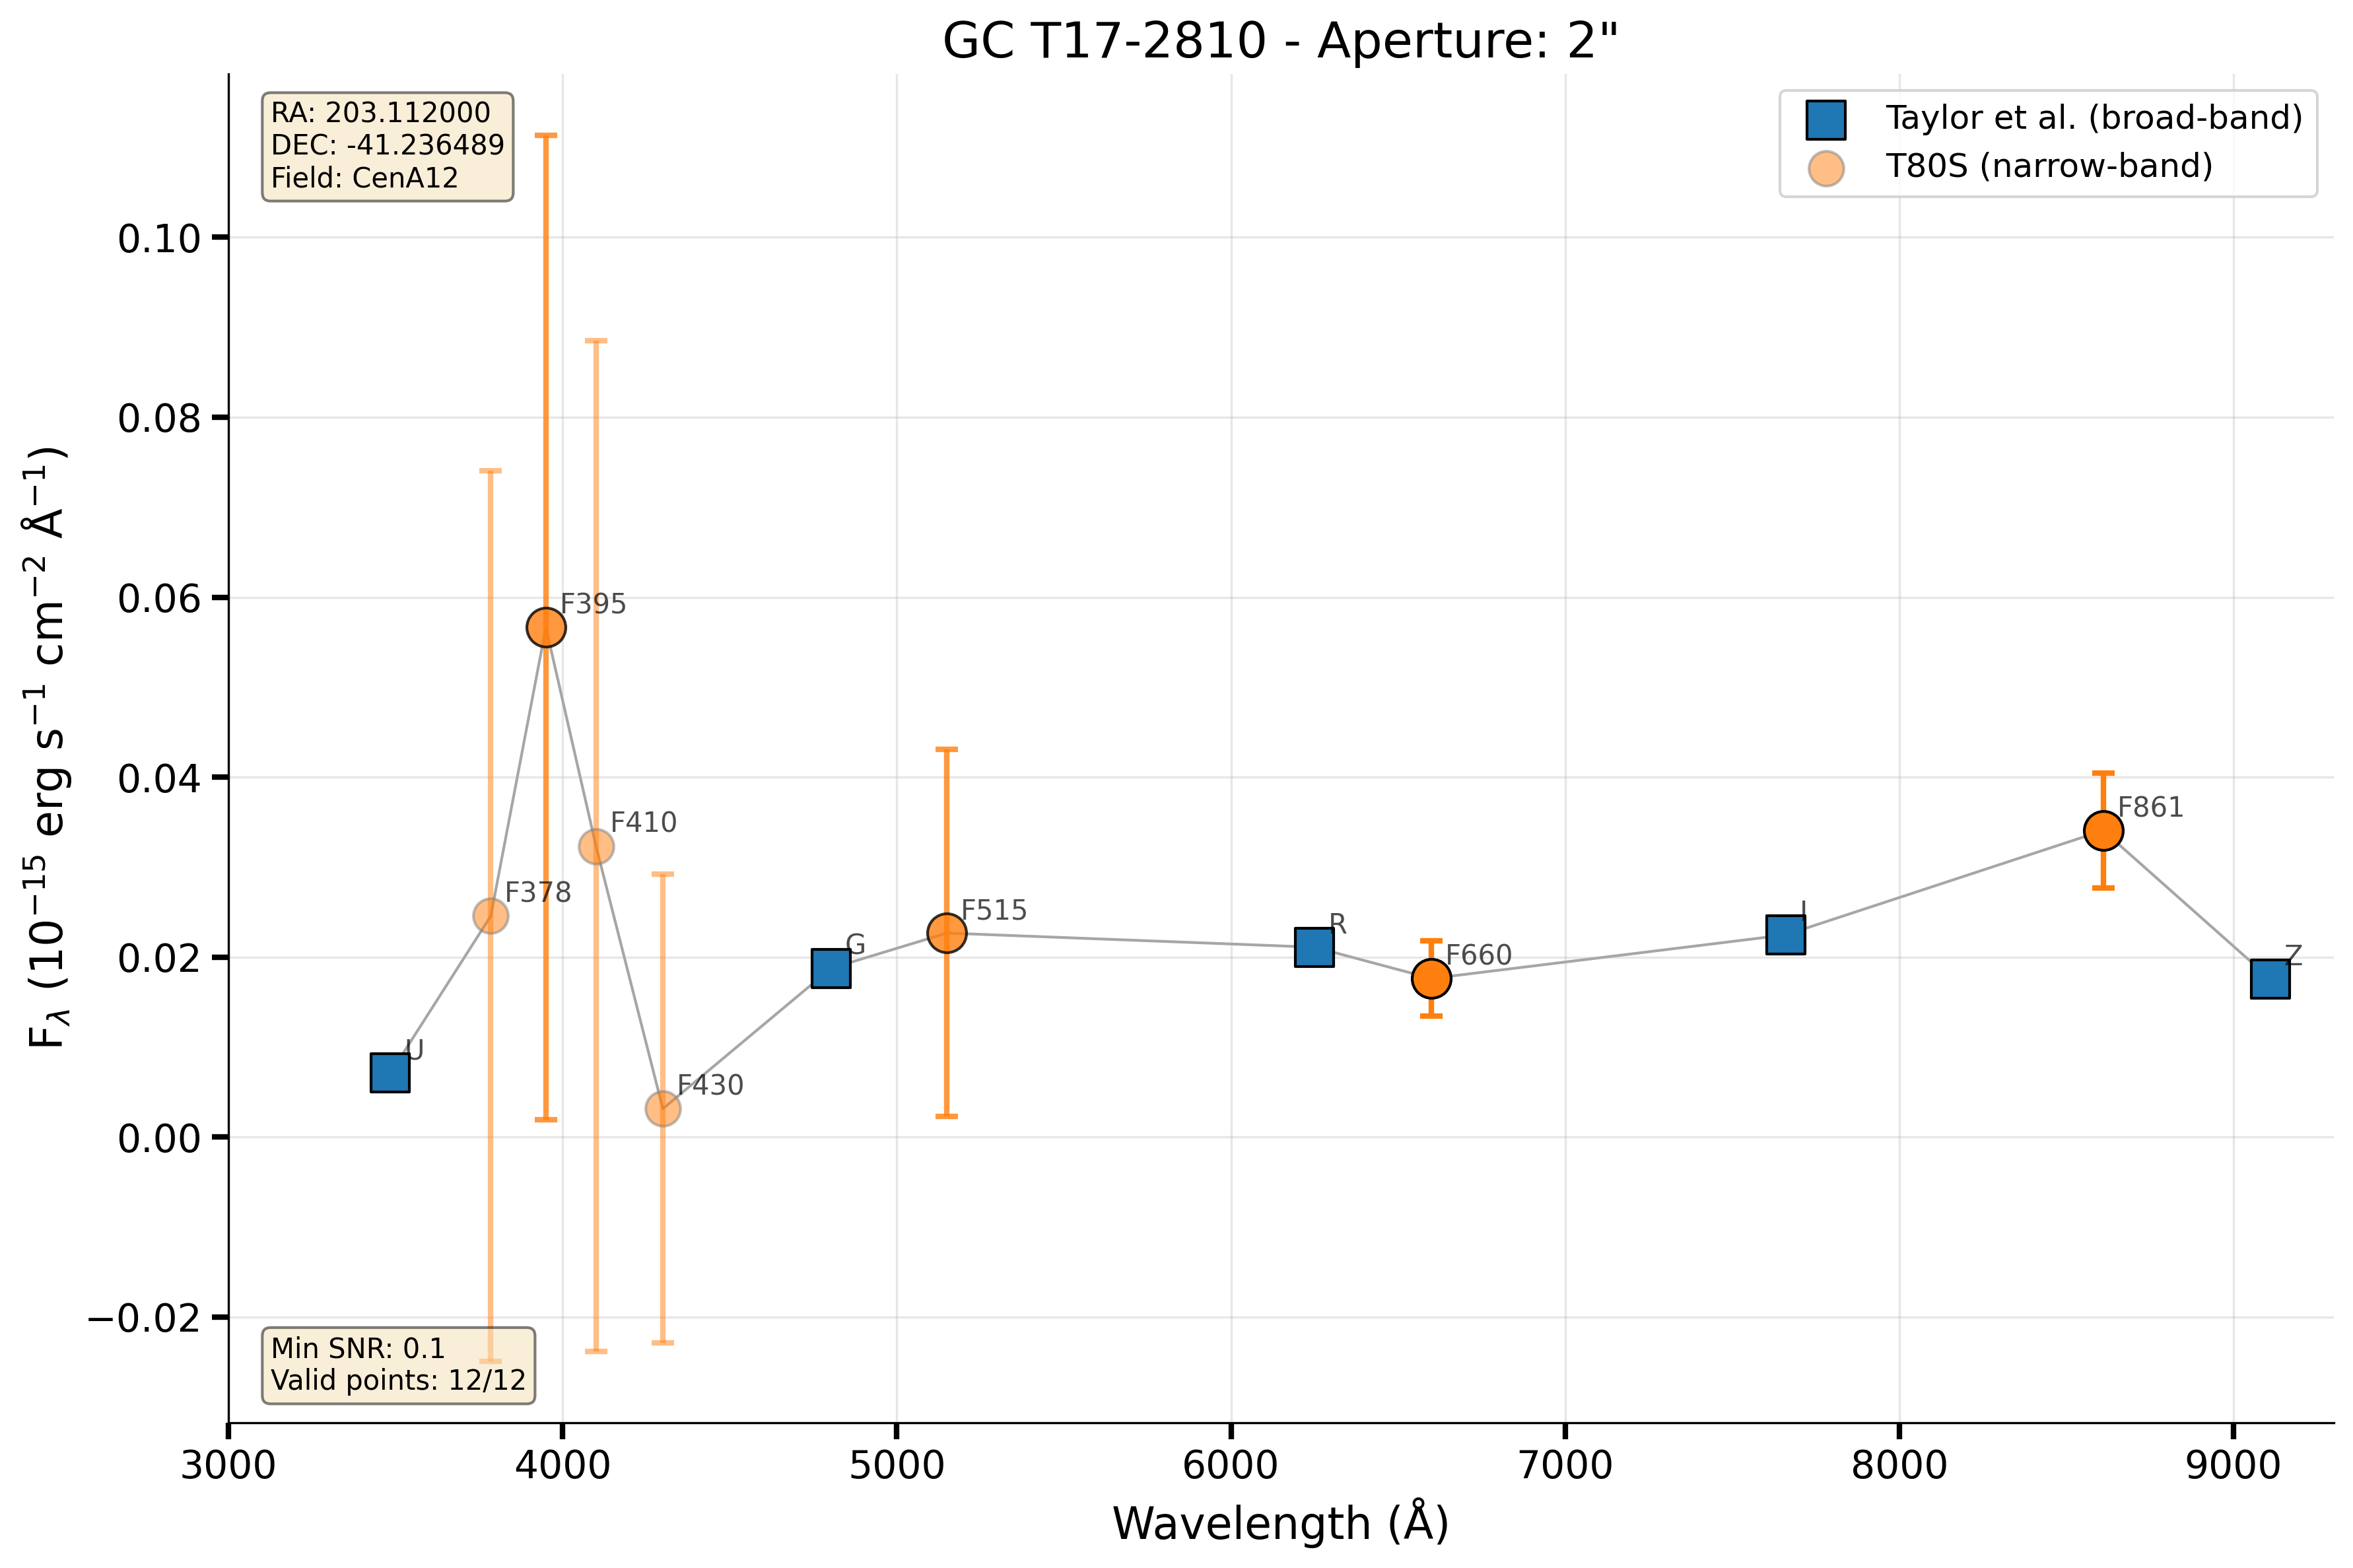 GC T17-2810 - Aperture: 2"
RA: 203.112000
DEC: -41.236489
Field: CenA12
Taylor et al. (broad-band)
T80S (narrow-band)
F_λ (10⁻¹⁵ erg s⁻¹ cm⁻² Å⁻¹)
0.10
0.08
0.06
0.04
0.02
0.00
−0.02
U
F378
F395
F410
F430
G
F515
R
F660
I
F861
Z
Min SNR: 0.1
Valid points: 12/12
3000 4000 5000 6000 7000 8000 9000
Wavelength (Å)